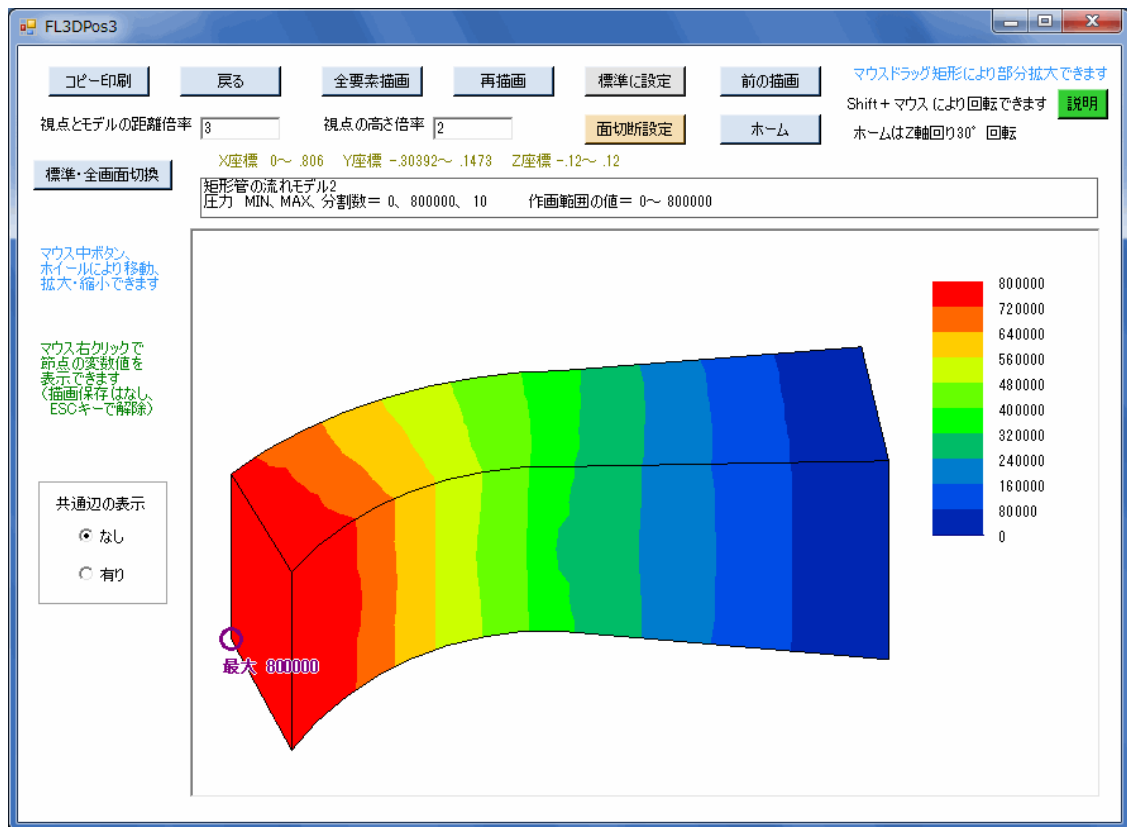 FL3DPos3
コピー印刷
戻る
全要素描画
再描画
標準に設定
前の描画
マウスドラッグ矩形により部分拡大できます
Shift+マウスにより回転できます
説明
視点とモデルの距離倍率 3
視点の高さ倍率 2
面切断設定
ホーム
ホームはZ軸回り30° 回転
標準・全画面切換
X座標 0～ .806 Y座標 -.30392～ .1473 Z座標 -.12～ .12
矩形管の流れモデル2
圧力 MIN、MAX、分割数＝ 0、 800000、 10 作画範囲の値＝ 0～ 800000
マウス中ボタン、
ホイールにより移動、
拡大・縮小できます
マウス右クリックで
節点の変数値を
表示できます
(描画保存はなし、
ESCキーで解除)
共通辺の表示
なし
有り
800000
720000
640000
560000
480000
400000
320000
240000
160000
80000
0
最大 800000